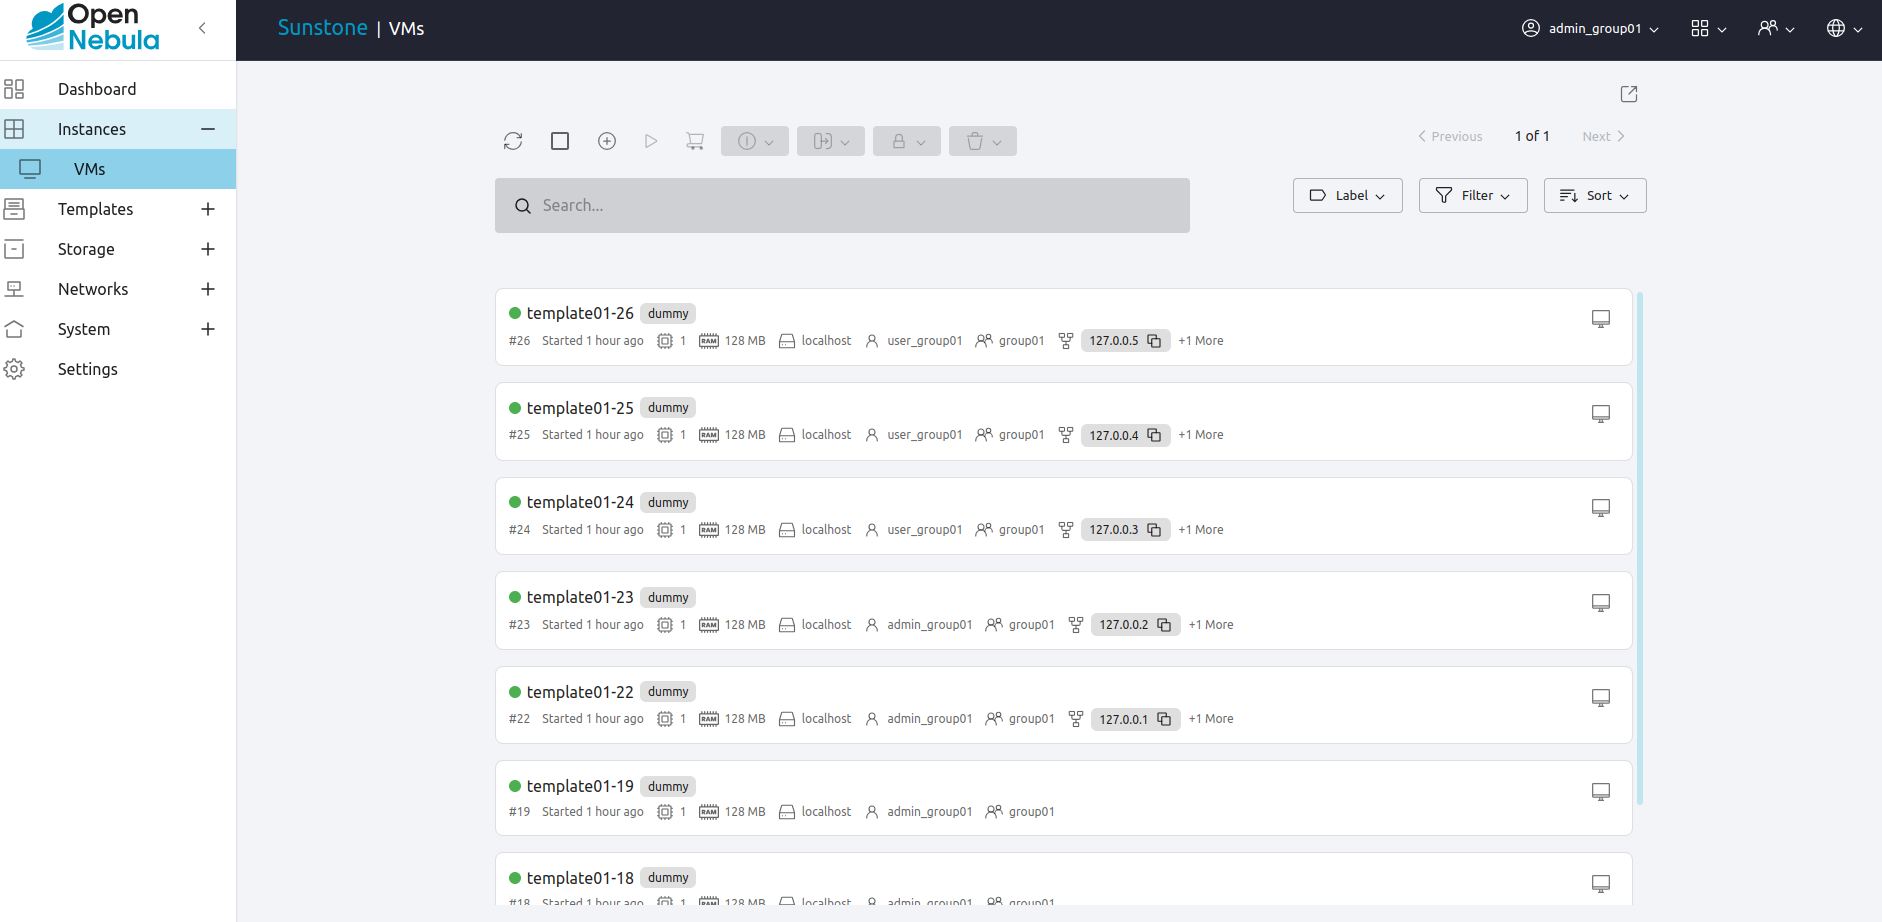 Open
Nebula
Sunstone | VMs
admin_group01
Dashboard
Instances
VMs
Templates
Storage
Networks
System
Settings
Previous 1 of 1 Next
Search...
Label Filter Sort
template01-26 dummy
#26 Started 1 hour ago 1 RAM 128 MB localhost user_group01 group01 127.0.0.5 +1 More
template01-25 dummy
#25 Started 1 hour ago 1 RAM 128 MB localhost user_group01 group01 127.0.0.4 +1 More
template01-24 dummy
#24 Started 1 hour ago 1 RAM 128 MB localhost user_group01 group01 127.0.0.3 +1 More
template01-23 dummy
#23 Started 1 hour ago 1 RAM 128 MB localhost admin_group01 group01 127.0.0.2 +1 More
template01-22 dummy
#22 Started 1 hour ago 1 RAM 128 MB localhost admin_group01 group01 127.0.0.1 +1 More
template01-19 dummy
#19 Started 1 hour ago 1 RAM 128 MB localhost admin_group01 group01
template01-18 dummy
#18 Started 1 hour ago 1 RAM 128 MB localhost admin_group01 group01